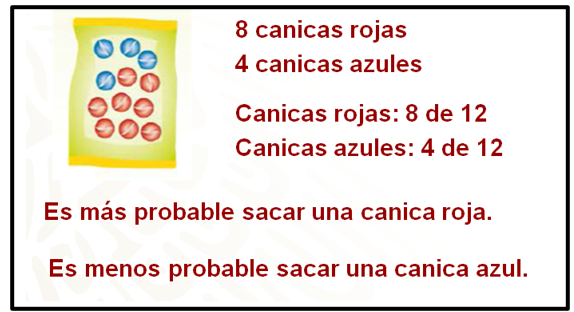 8 canicas rojas
4 canicas azules
Canicas rojas: 8 de 12
Canicas azules: 4 de 12
Es más probable sacar una canica roja.
Es menos probable sacar una canica azul.